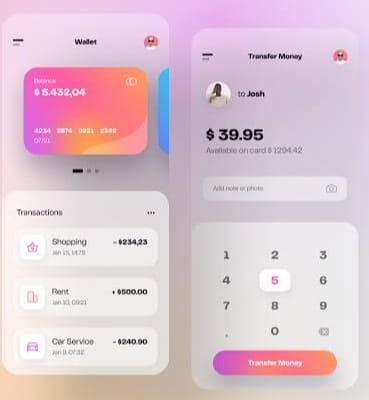 Wallet
Balance
$ 5.432,04
4234 8874 0921 2342
07/21
Transactions
Shopping
- $234,23
Jan 15, 14:78
Rent
+ $500.00
Jan 10, 09:21
Car Service
- $240.90
Jan 9, 07:32
Transfer Money
to Josh
$ 39.95
Available on card $ 1294.42
Add note or photo
1 2 3
4 5 6
7 8 9
. 0
Transfer Money